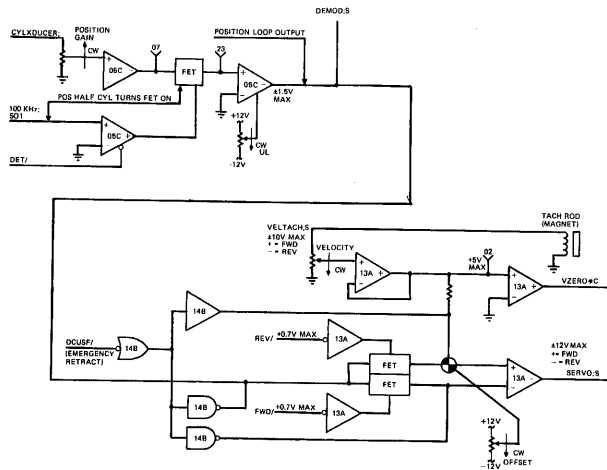 DEMOD;S
CYLXDUCER;
POSITION
GAIN
CW
07
23
POSITION LOOP OUTPUT
+
05C
-
FET
+
05C
-
±1.5V
MAX
POS HALF CYL TURNS FET ON
100 KHz;
SO1
+
05C
+
-
DET/
+12V
CW
UL
-12V
VELTACH,S
±10V MAX
+ = FWD
- = REV
VELOCITY
CW
+
13A
-
02
+5V
MAX
+
13A
-
TACH ROD
(MAGNET)
VZERO*C
14B
OCUSF/
(EMERGENCY
RETRACT)
14B
REV/
+0.7V MAX
13A
FET
FET
FWD/
+0.7V MAX
13A
14B
14B
+
13A
-
±12V MAX
+= FWD
- = REV
SERVO;S
+12V
CW
OFFSET
-12V